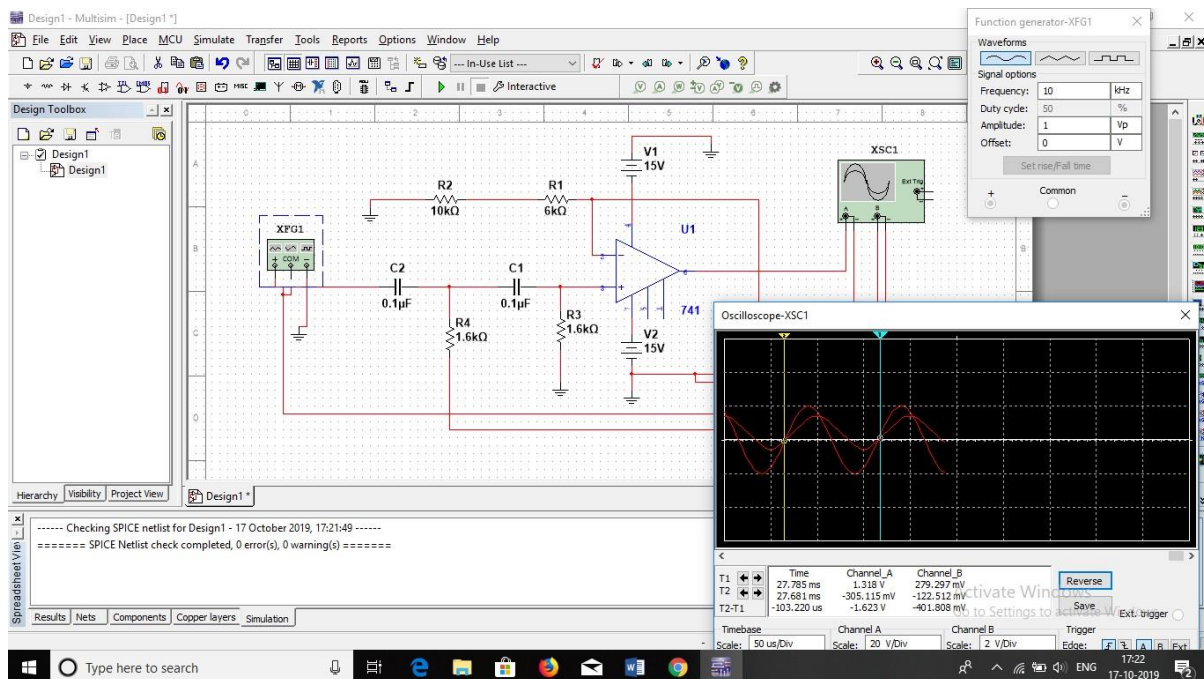 Design1 - Multisim - [Design1 *]
File Edit View Place MCU Simulate Transfer Tools Reports Options Window Help
--- In-Use List ---
Interactive
Design Toolbox
Design1
Design1
Hierarchy Visibility Project View
Design1 *
XFG1
COM
C2
0.1µF
C1
0.1µF
R2
10kΩ
R1
6kΩ
R4
1.6kΩ
R3
1.6kΩ
V1
15V
U1
741
V2
15V
XSC1
Ext Trig
A B
Function generator-XFG1
Waveforms
Signal options
Frequency: 10 kHz
Duty cycle: 50 %
Amplitude: 1 Vp
Offset: 0 V
Set rise/Fall time
+ Common -
Oscilloscope-XSC1
Time Channel_A Channel_B
T1 27.785 ms 1.318 V 279.297 mV
T2 27.681 ms -305.115 mV -122.512 mV
T2-T1 -103.220 us -1.623 V -401.808 mV
Reverse
Save
Ext. trigger
Timebase Channel A Channel B Trigger
Scale: 50 us/Div Scale: 20 V/Div Scale: 2 V/Div Edge: A B Ext
Spreadsheet View
------ Checking SPICE netlist for Design1 - 17 October 2019, 17:21:49 ------
======= SPICE Netlist check completed, 0 error(s), 0 warning(s) =======
Results Nets Components Copper layers Simulation
Type here to search
ENG
17:22
17-10-2019